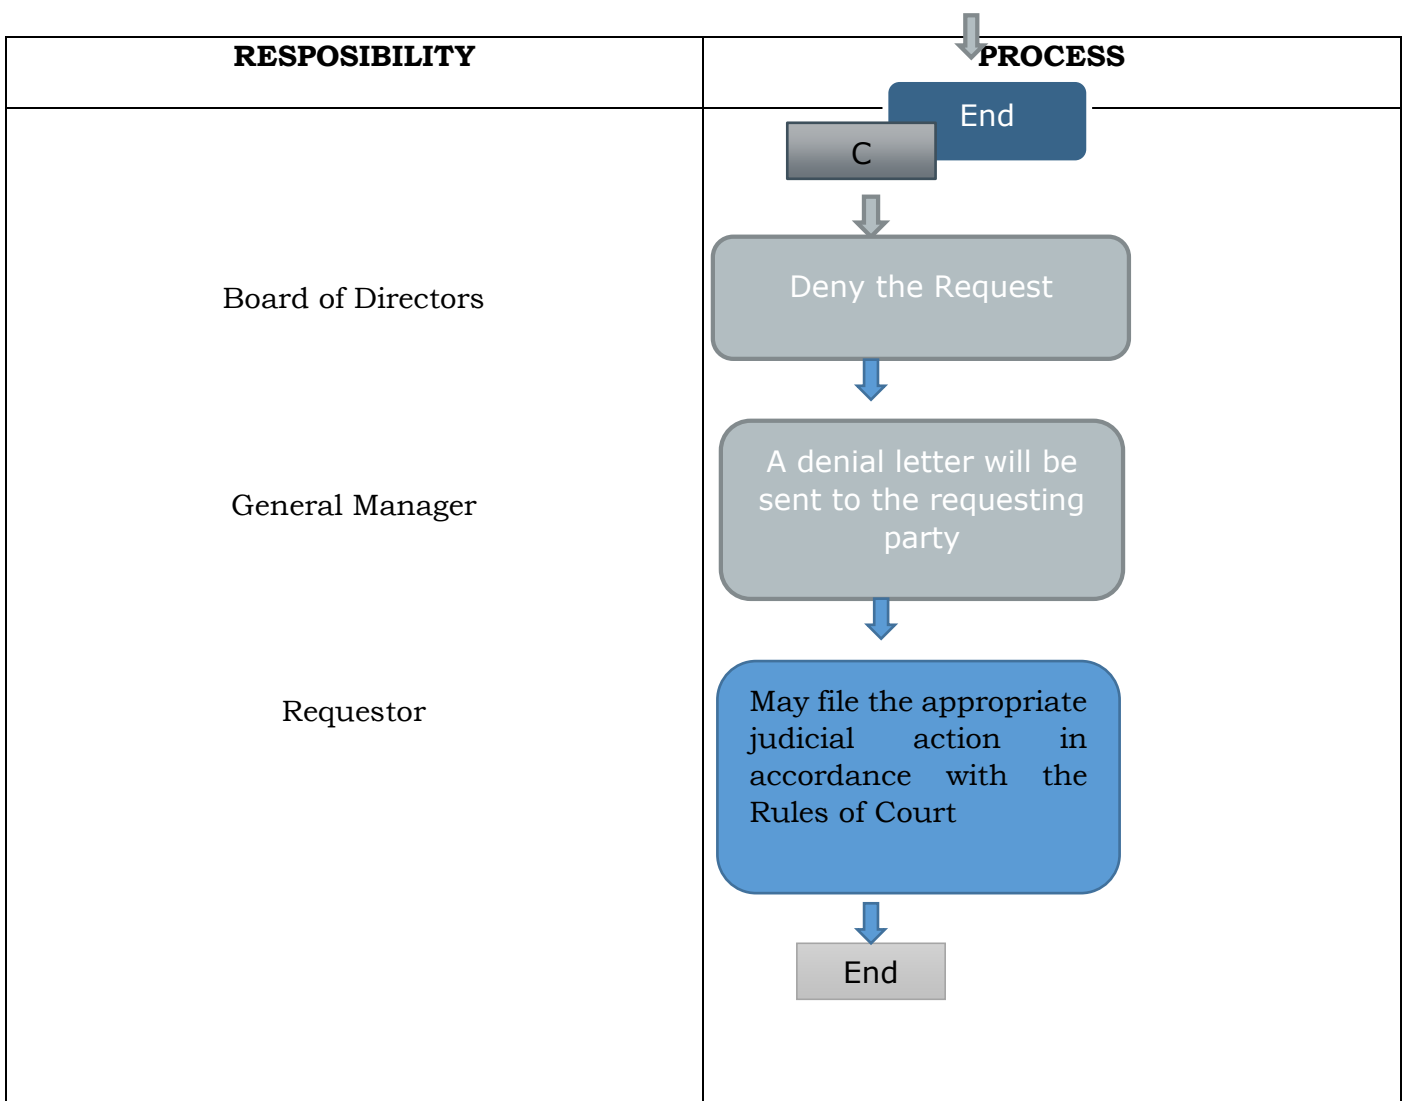 RESPOSIBILITY
PROCESS
End
C
Board of Directors
Deny the Request
General Manager
A denial letter will be
sent to the requesting
party
Requestor
May file the appropriate
judicial action in
accordance with the
Rules of Court
End